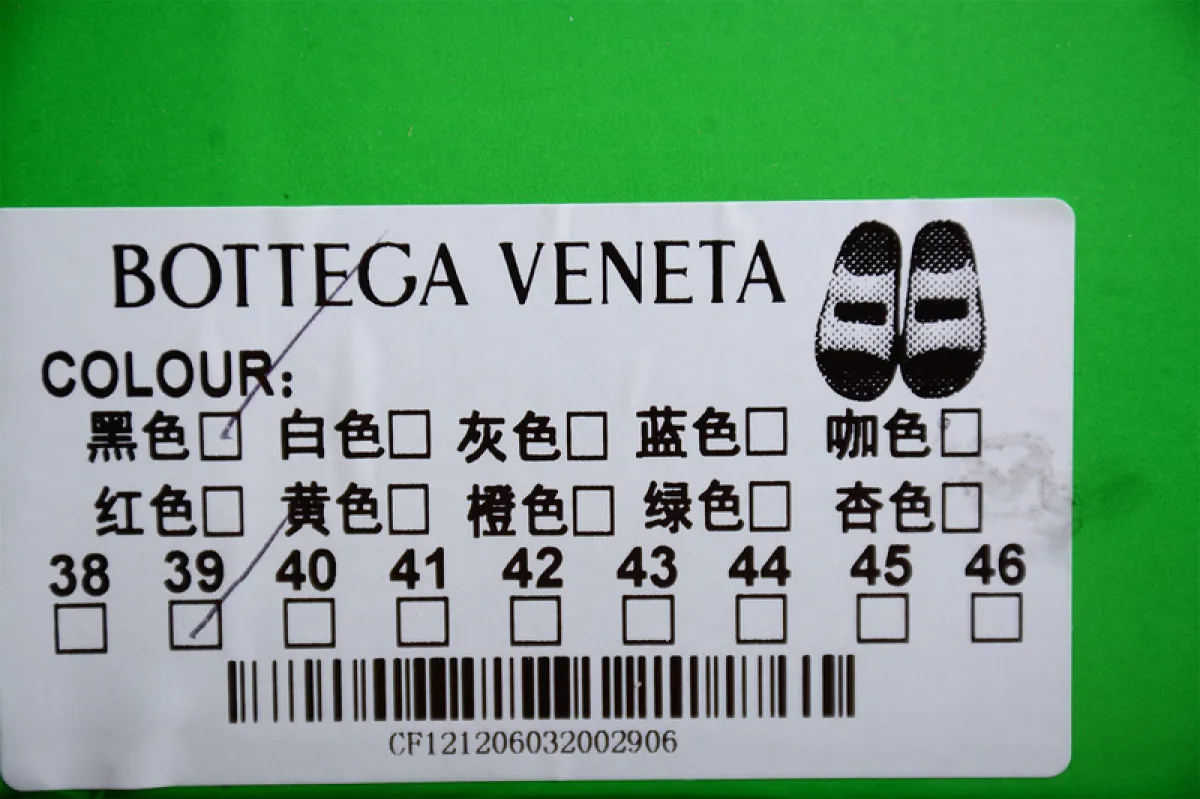 BOTTEGA VENETA
COLOUR:
黑色□ 白色□ 灰色□ 蓝色□ 咖色□
红色□ 黄色□ 橙色□ 绿色□ 杏色□
38 39 40 41 42 43 44 45 46
CF121206032002906